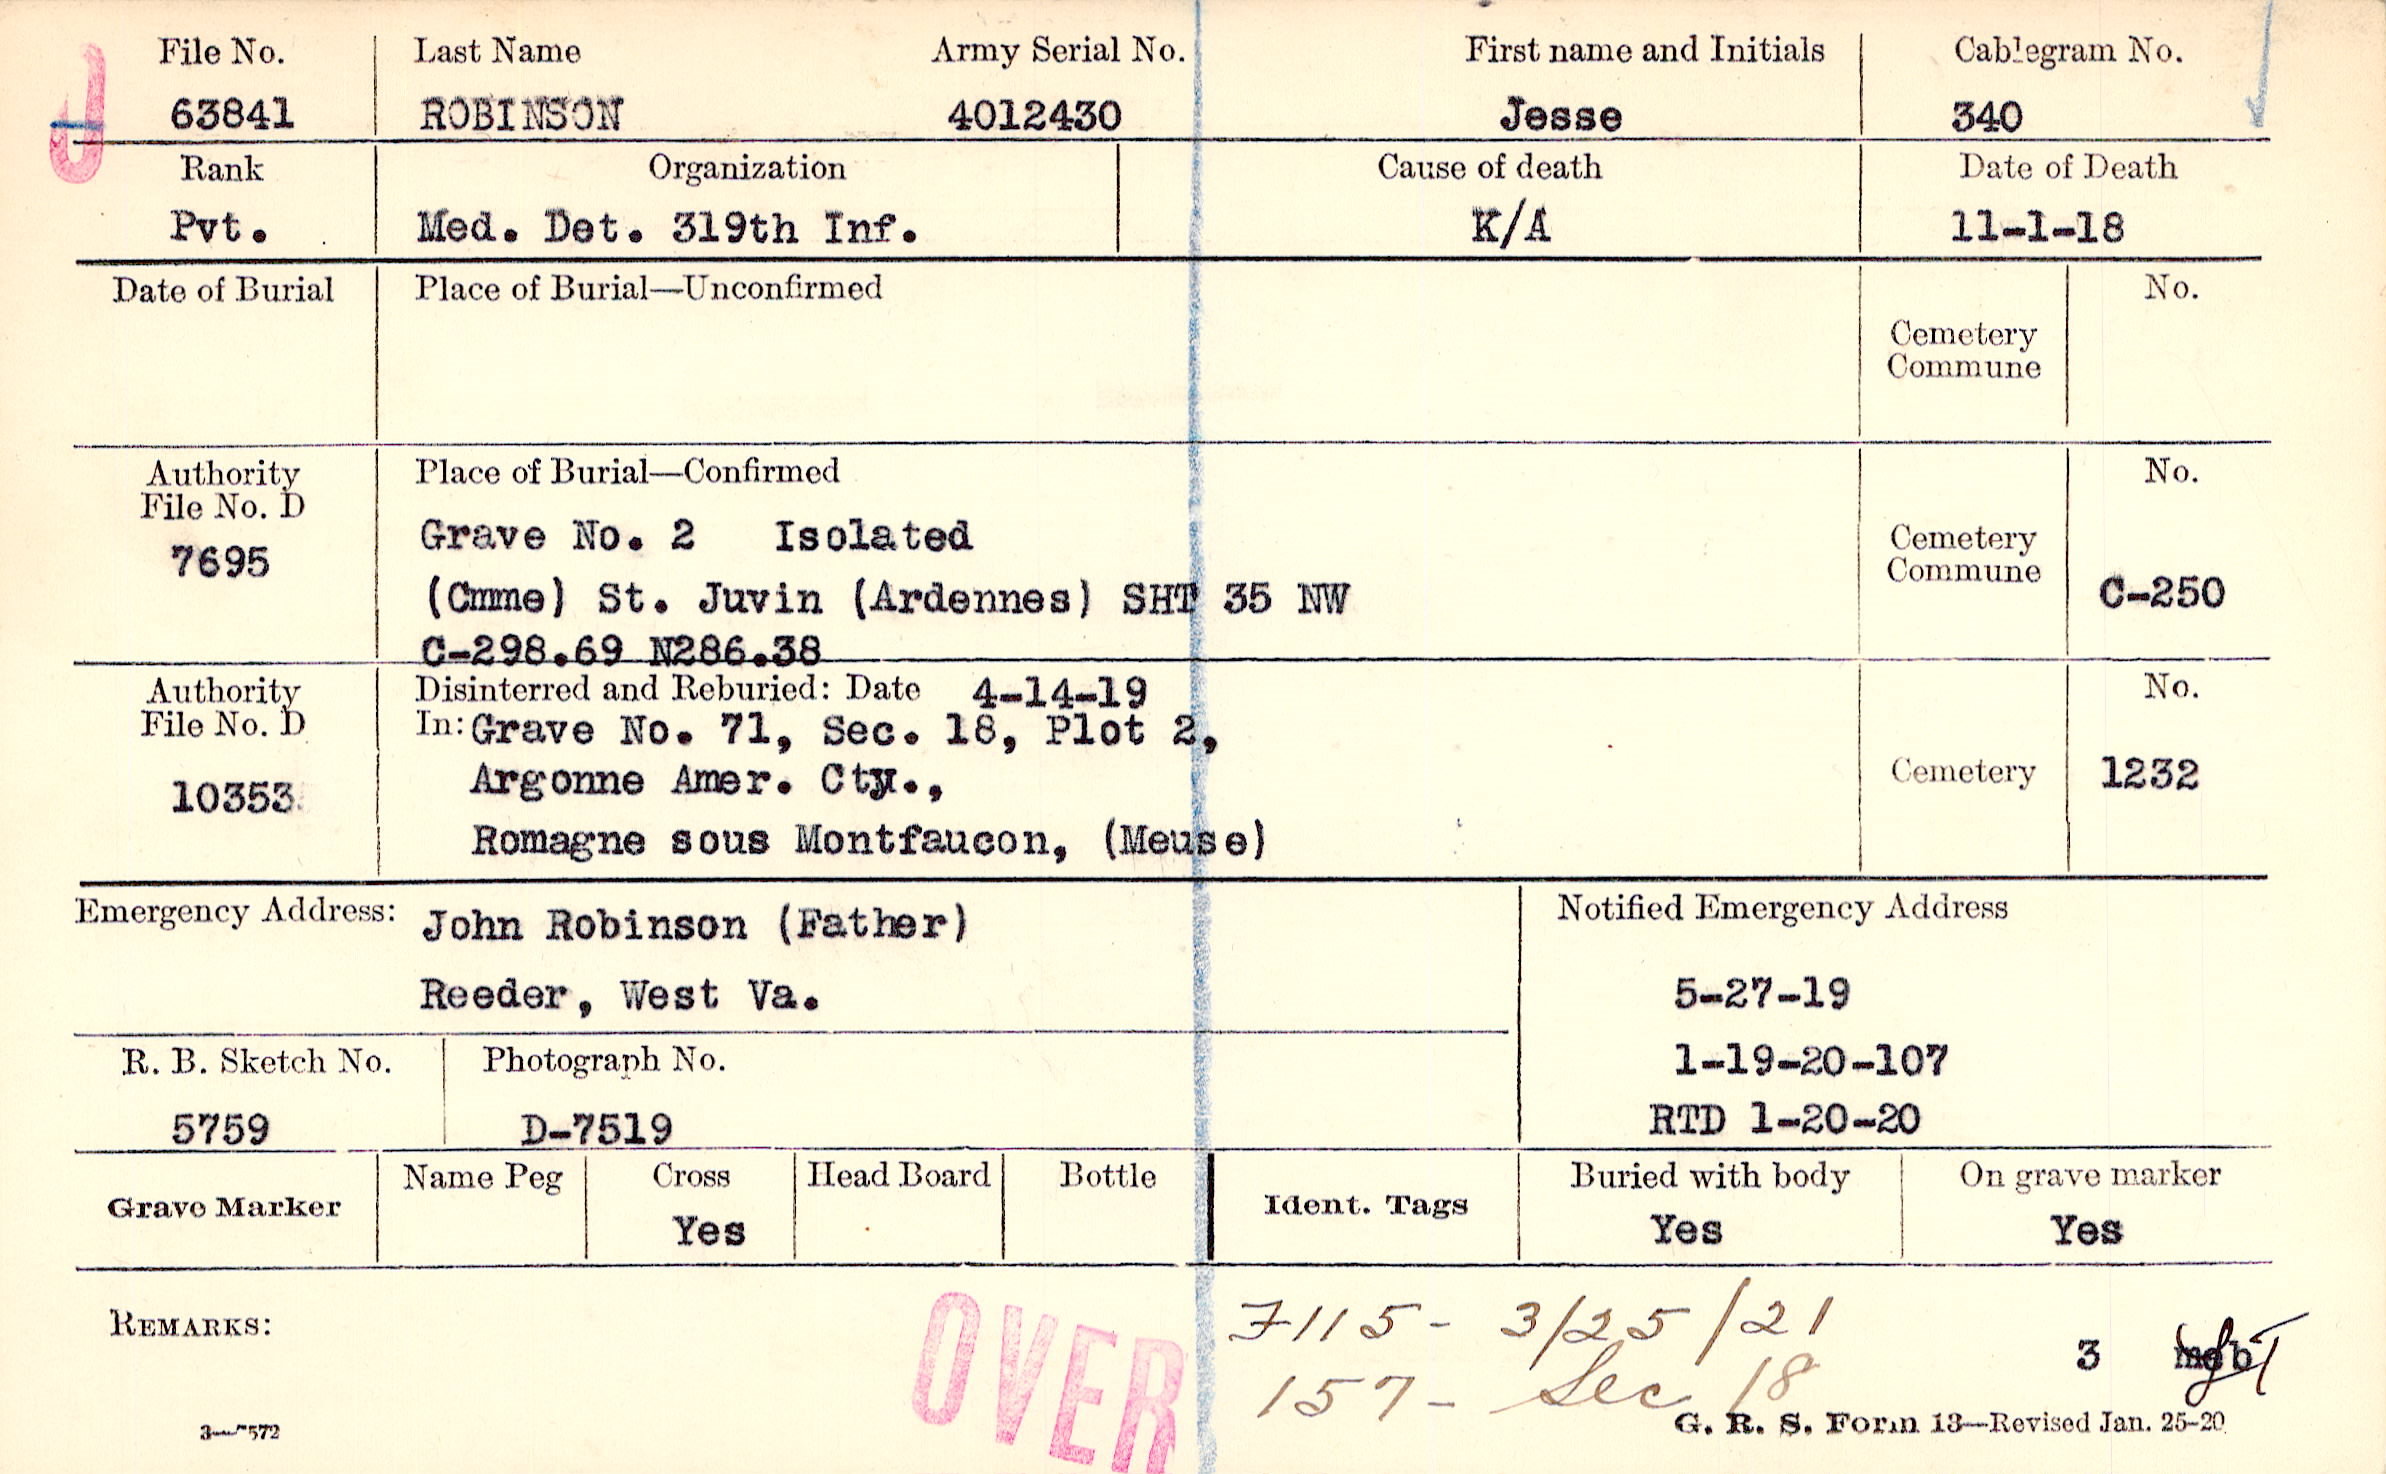 File No. Last Name Army Serial No. First name and Initials Cablegram No.
63841 ROBINSON 4012430 Jesse 340
Rank Organization Cause of death Date of Death
Pvt. Med. Det. 319th Inf. K/A 11-1-18
Date of Burial Place of Burial—Unconfirmed No.
Cemetery
Commune
Authority Place of Burial—Confirmed No.
File No. D
7695
Grave No. 2 Isolated
Cemetery
Commune
(Cmme) St. Juvin (Ardennes) SHT 35 NW C-250
C-298.69 N286.38
Authority Disinterred and Reburied: Date 4-14-19 No.
File No. D In: Grave No. 71, Sec. 18, Plot 2,
10353 Argonne Amer. Cty., Cemetery 1232
Romagne sous Montfaucon, (Meuse)
Emergency Address: John Robinson (Father) Notified Emergency Address
Reeder, West Va. 5-27-19
R. B. Sketch No. Photograph No. 1-19-20-107
5759 D-7519 RTD 1-20-20
Grave Marker Name Peg Cross Head Board Bottle Ident. Tags Buried with body On grave marker
Yes Yes Yes
REMARKS: 7115- 3/25/21
OVER 157- Sec 18 3
G. R. S. Form 13—Revised Jan. 25-20